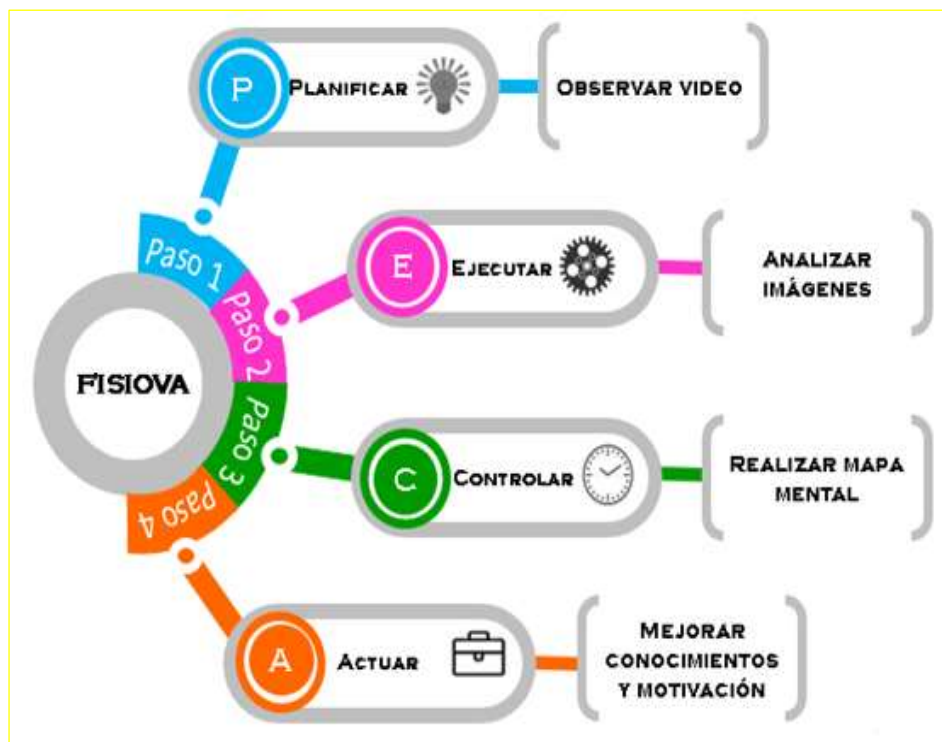 P
PLANIFICAR
OBSERVAR VIDEO
Paso 1
E
EJECUTAR
ANALIZAR
IMÁGENES
Paso 2
FISIOVA
Paso 3
C
CONTROLAR
REALIZAR MAPA
MENTAL
Paso 4
A
ACTUAR
MEJORAR
CONOCIMIENTOS
Y MOTIVACIÓN